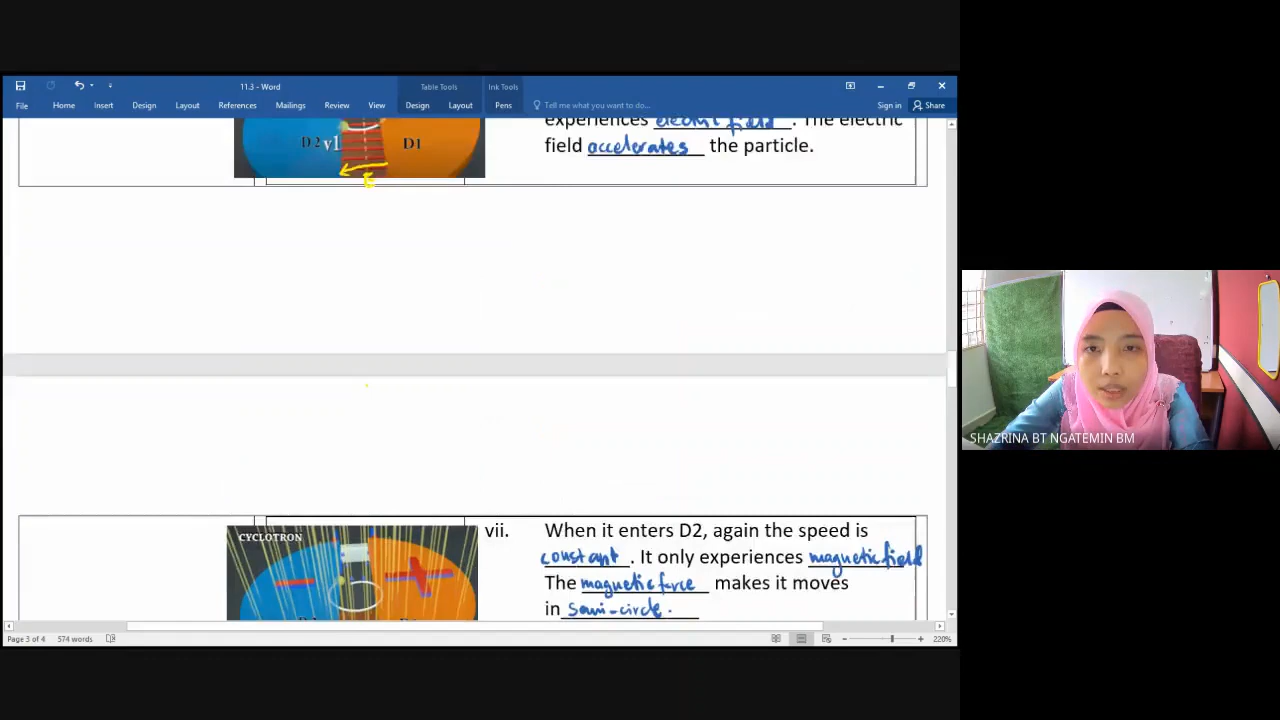 11.3 - Word
Table Tools
Ink Tools
File Home Insert Design Layout References Mailings Review View Design Layout Pens Tell me what you want to do... Sign in Share
D2 v1 D1
E
experiences electric field. The electric
field accelerates the particle.
CYCLOTRON
vii. When it enters D2, again the speed is
constant. It only experiences magnetic field
The magnetic force makes it moves
in semi-circle.
SHAZRINA BT NGATEMIN BM
Page 3 of 4 574 words 220%